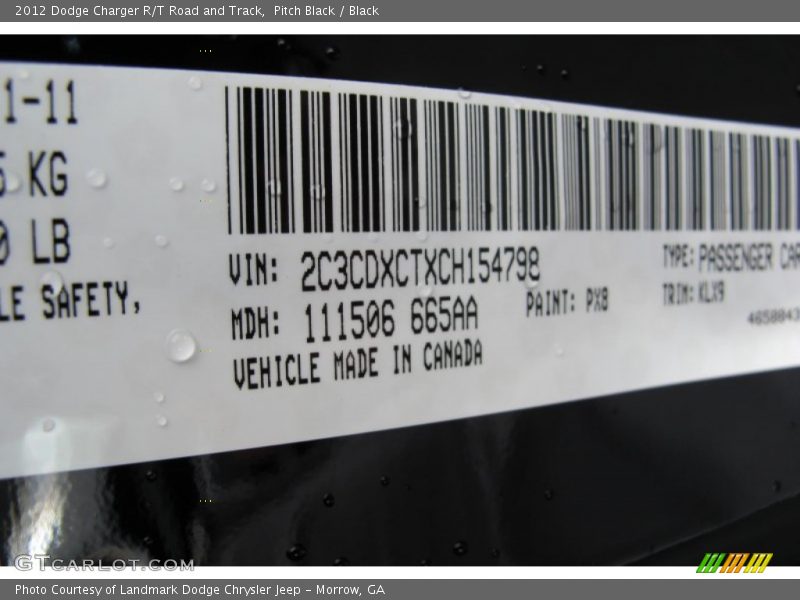 2012 Dodge Charger R/T Road and Track, Pitch Black / Black
1-11
KG
LB
SAFETY,
VIN: 2C3CDXCTXCH154798
MDH: 111506 665AA
VEHICLE MADE IN CANADA
PAINT: PX8
TYPE: PASSENGER CAR
TRIM: KLX9
GTCARLOT.COM
Photo Courtesy of Landmark Dodge Chrysler Jeep - Morrow, GA